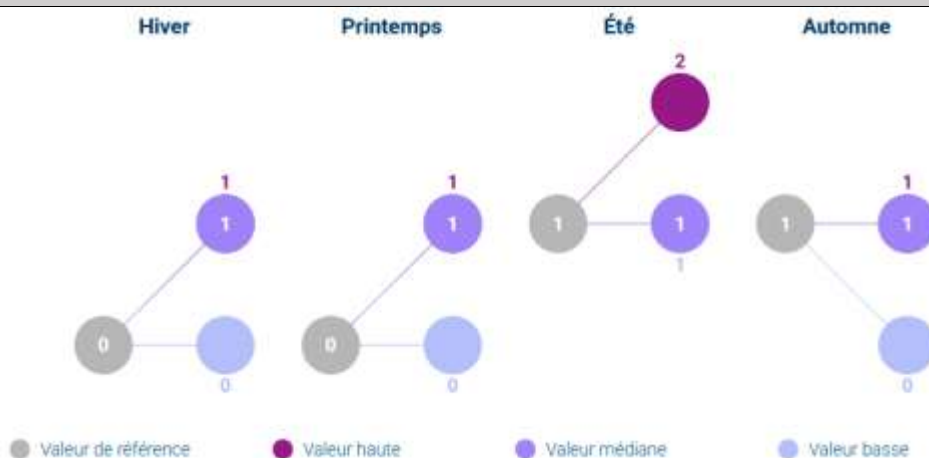 Hiver Printemps Été Automne
2
1 1 1
1 1 1 1 1 1
1
0 0
0 0 0
Valeur de référence Valeur haute Valeur médiane Valeur basse